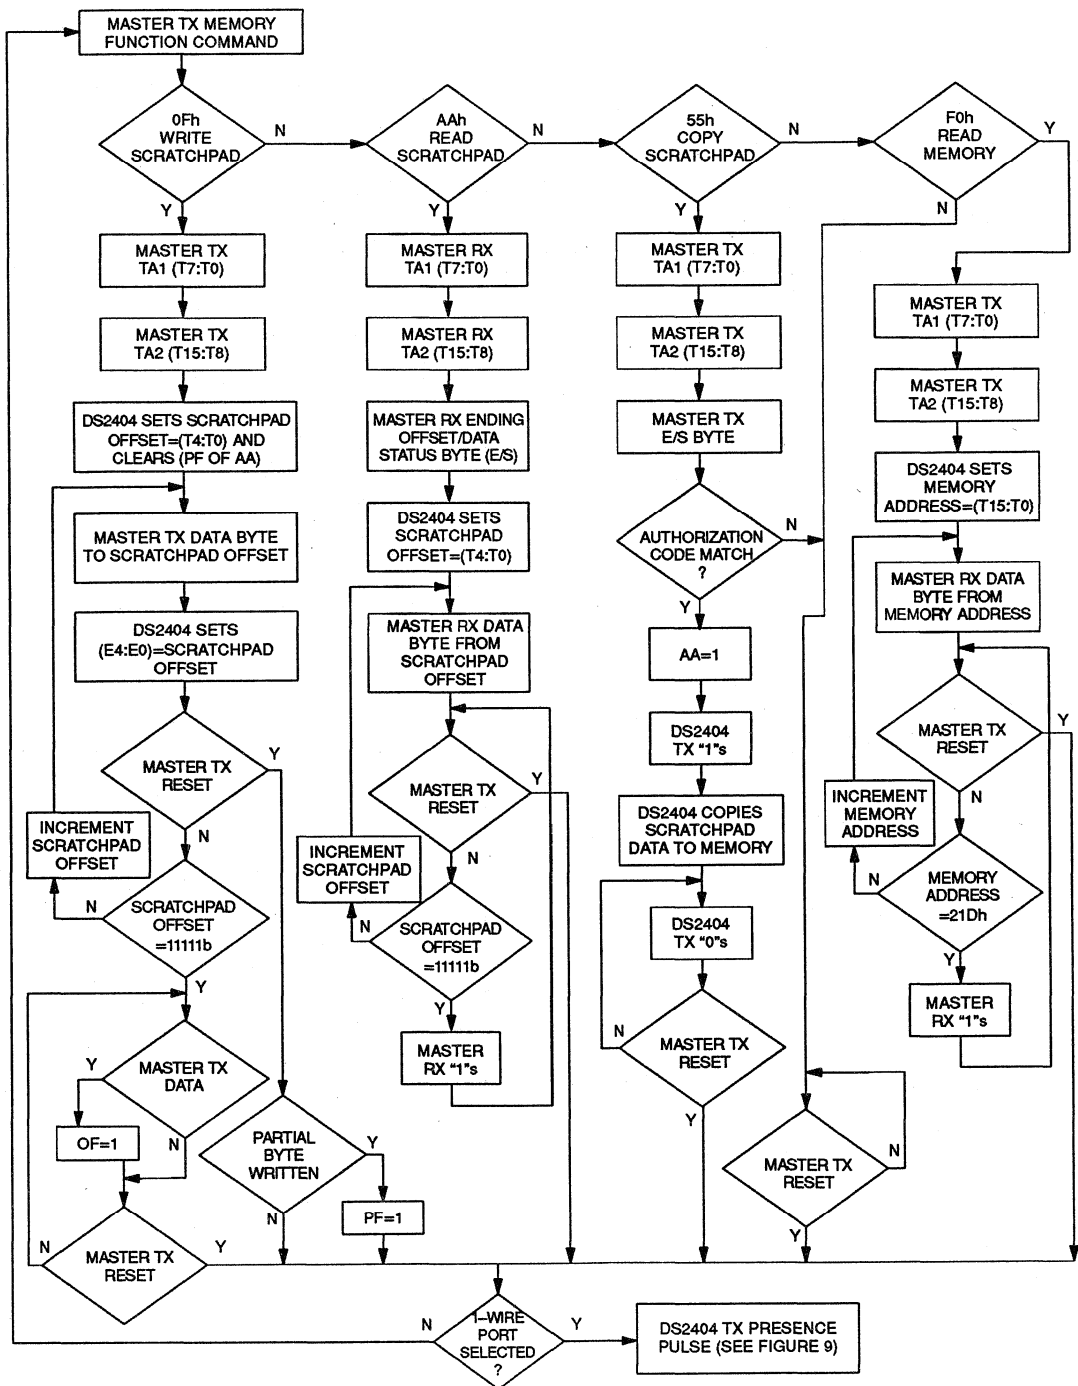 MASTER TX MEMORY
FUNCTION COMMAND
0Fh
WRITE
SCRATCHPAD
N
Y
AAh
READ
SCRATCHPAD
N
Y
55h
COPY
SCRATCHPAD
N
Y
F0h
READ
MEMORY
Y
N
MASTER TX
TA1 (T7:T0)
MASTER TX
TA2 (T15:T8)
DS2404 SETS SCRATCHPAD
OFFSET=(T4:T0) AND
CLEARS (PF OF AA)
MASTER TX DATA BYTE
TO SCRATCHPAD OFFSET
DS2404 SETS
(E4:E0)=SCRATCHPAD
OFFSET
MASTER TX
RESET
Y
N
INCREMENT
SCRATCHPAD
OFFSET
N
SCRATCHPAD
OFFSET
=11111b
Y
MASTER TX
DATA
Y
N
OF=1
MASTER TX
RESET
N
Y
PARTIAL
BYTE
WRITTEN
Y
N
PF=1
MASTER RX
TA1 (T7:T0)
MASTER RX
TA2 (T15:T8)
MASTER RX ENDING
OFFSET/DATA
STATUS BYTE (E/S)
DS2404 SETS
SCRATCHPAD
OFFSET=(T4:T0)
MASTER RX DATA
BYTE FROM
SCRATCHPAD
OFFSET
MASTER TX
RESET
Y
N
INCREMENT
SCRATCHPAD
OFFSET
N
SCRATCHPAD
OFFSET
=11111b
Y
MASTER
RX "1"s
MASTER TX
TA1 (T7:T0)
MASTER TX
TA2 (T15:T8)
MASTER TX
E/S BYTE
AUTHORIZATION
CODE MATCH
?
N
Y
AA=1
DS2404
TX "1"s
DS2404 COPIES
SCRATCHPAD
DATA TO MEMORY
DS2404
TX "0"s
MASTER TX
RESET
N
Y
MASTER TX
TA1 (T7:T0)
MASTER TX
TA2 (T15:T8)
DS2404 SETS
MEMORY
ADDRESS=(T15:T0)
MASTER RX DATA
BYTE FROM
MEMORY ADDRESS
MASTER TX
RESET
Y
N
INCREMENT
MEMORY
ADDRESS
N
MEMORY
ADDRESS
=21Dh
Y
MASTER
RX "1"s
MASTER TX
RESET
N
Y
1-WIRE
PORT
SELECTED
?
N
Y
DS2404 TX PRESENCE
PULSE (SEE FIGURE 9)